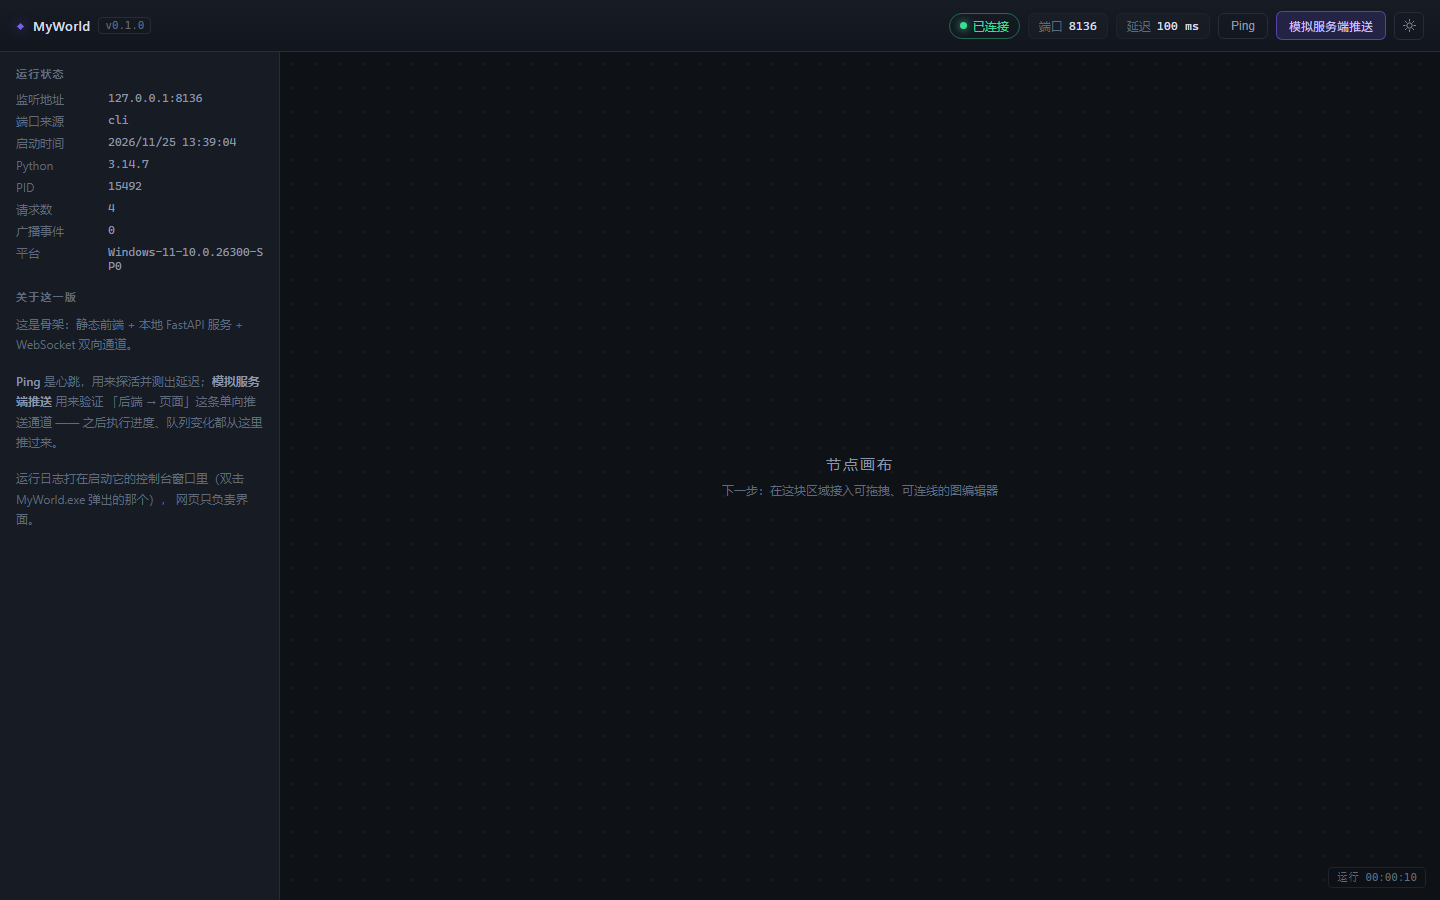 MyWorld v0.1.0
已连接 端口 8136 延迟 100 ms Ping 模拟服务端推送
运行状态
监听地址 127.0.0.1:8136
端口来源 cli
启动时间 2026/11/25 13:39:04
Python 3.14.7
PID 15492
请求数 4
广播事件 0
平台 Windows-11-10.0.26300-S
P0
关于这一版
这是骨架：静态前端 + 本地 FastAPI 服务 +
WebSocket 双向通道。
Ping 是心跳，用来探活并测出延迟；模拟服务
端推送 用来验证 「后端 → 页面」这条单向推
送通道 —— 之后执行进度、队列变化都从这里
推过来。
运行日志打在启动它的控制台窗口里（双击
MyWorld.exe 弹出的那个）， 网页只负责界
面。
节点画布
下一步：在这块区域接入可拖拽、可连线的图编辑器
运行 00:00:10